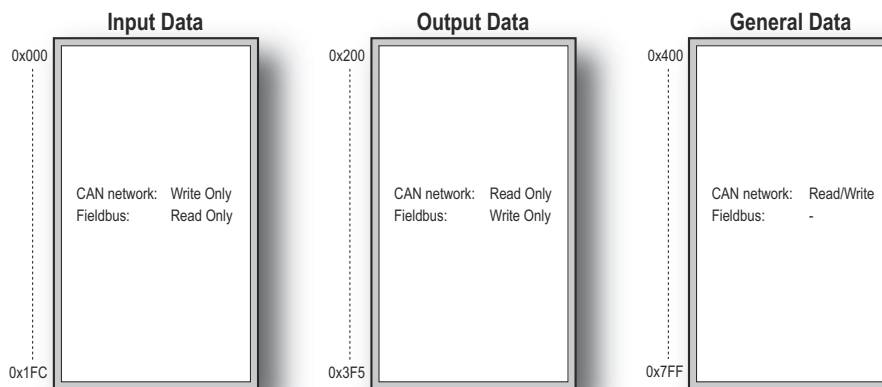 Input Data
0x000
CAN network: Write Only
Fieldbus: Read Only
0x1FC
Output Data
0x200
CAN network: Read Only
Fieldbus: Write Only
0x3F5
General Data
0x400
CAN network: Read/Write
Fieldbus: -
0x7FF